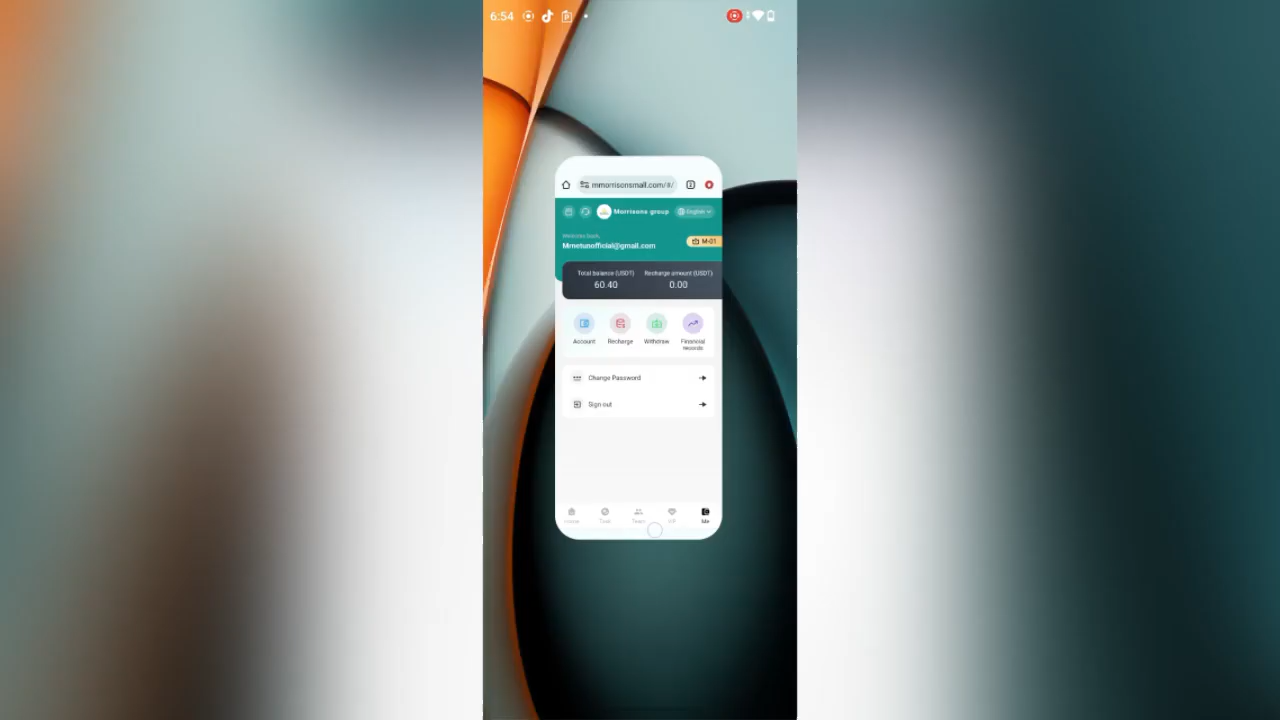 6:54
mmorrisonsmall.com/#/
2
Morrisons group
English
Welcome back,
Mrnetunofficial@gmail.com
M-01
Total balance (USDT)
Recharge amount (USDT)
60.40
0.00
Account
Recharge
Withdraw
Financial
records
Change Password
Sign out
Home
Task
Team
VIP
Me